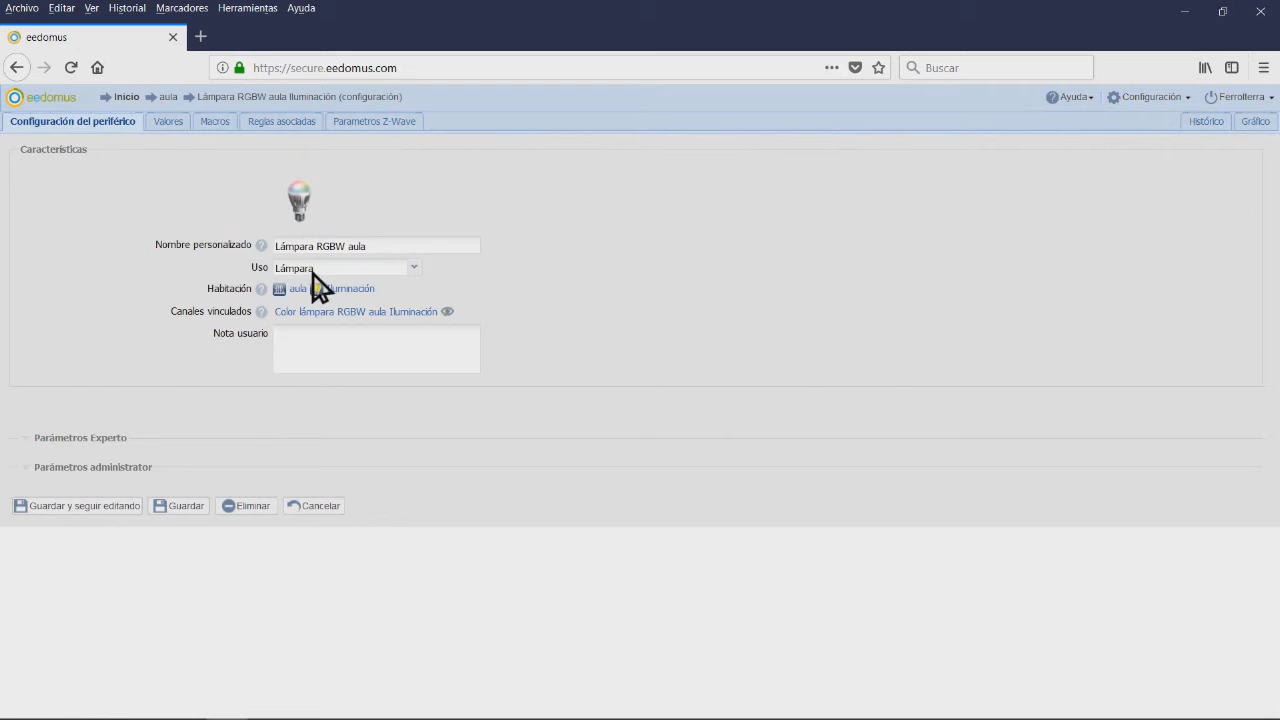 Archivo Editar Ver Historial Marcadores Herramientas Ayuda
eedomus
https://secure.eedomus.com
Buscar
eedomus Inicio aula Lámpara RGBW aula Iluminación (configuración) Ayuda Configuración Ferrolterra
Configuración del periférico Valores Macros Reglas asociadas Parametros Z-Wave Histórico Gráfico
Características
Nombre personalizado Lámpara RGBW aula
Uso Lámpara
Habitación aula Iluminación
Canales vinculados Color lámpara RGBW aula Iluminación
Nota usuario
Parámetros Experto
Parámetros administrator
Guardar y seguir editando Guardar Eliminar Cancelar